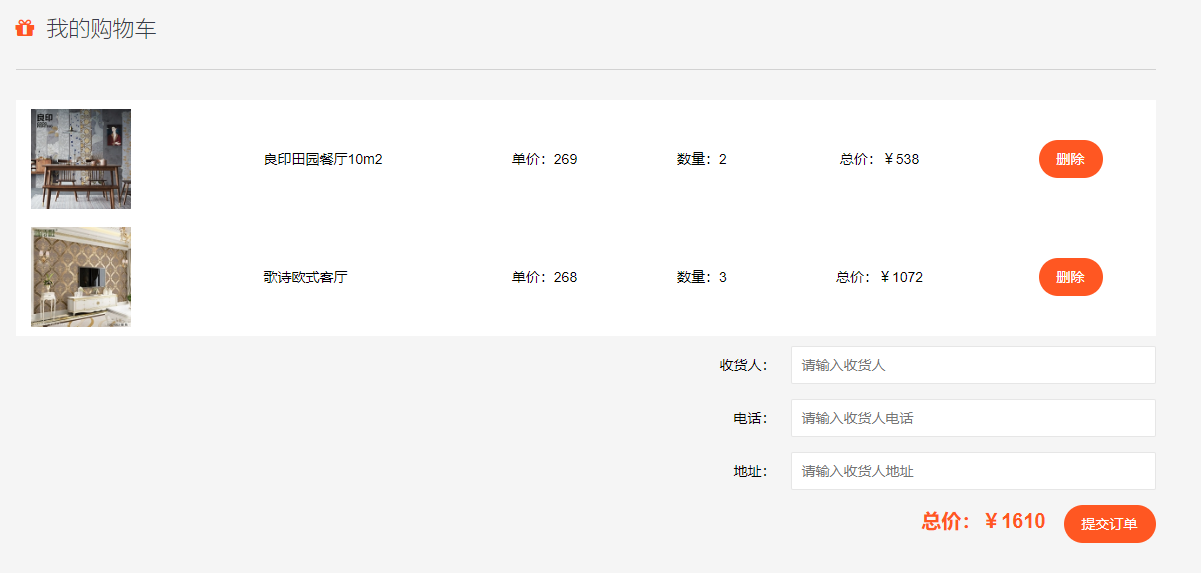 我的购物车
良印
良印田园餐厅10m2 单价：269 数量：2 总价：￥538 删除
歌诗欧式客厅 单价：268 数量：3 总价：￥1072 删除
收货人： 请输入收货人
电话： 请输入收货人电话
地址： 请输入收货人地址
总价：￥1610 提交订单